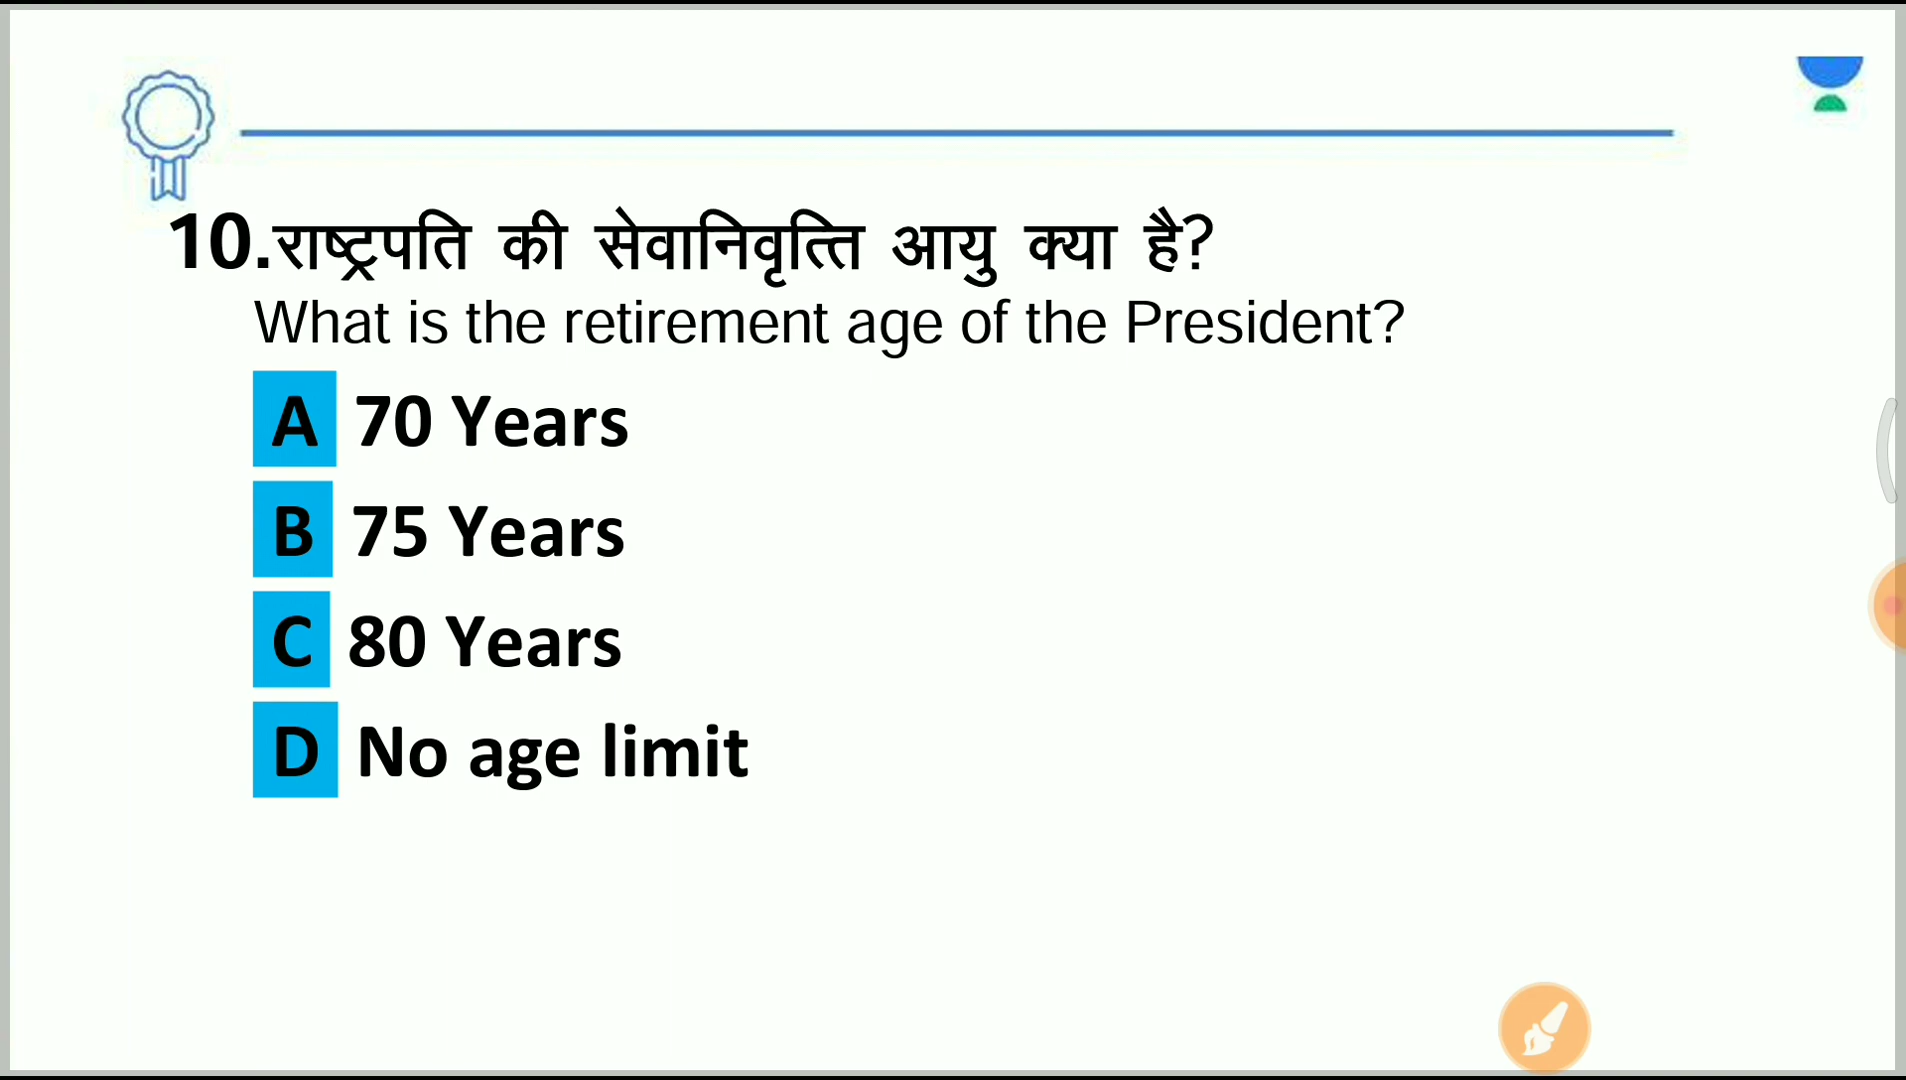 10.राष्ट्रपति की सेवानिवृत्ति आयु क्या है?
What is the retirement age of the President?
A 70 Years
B 75 Years
C 80 Years
D No age limit